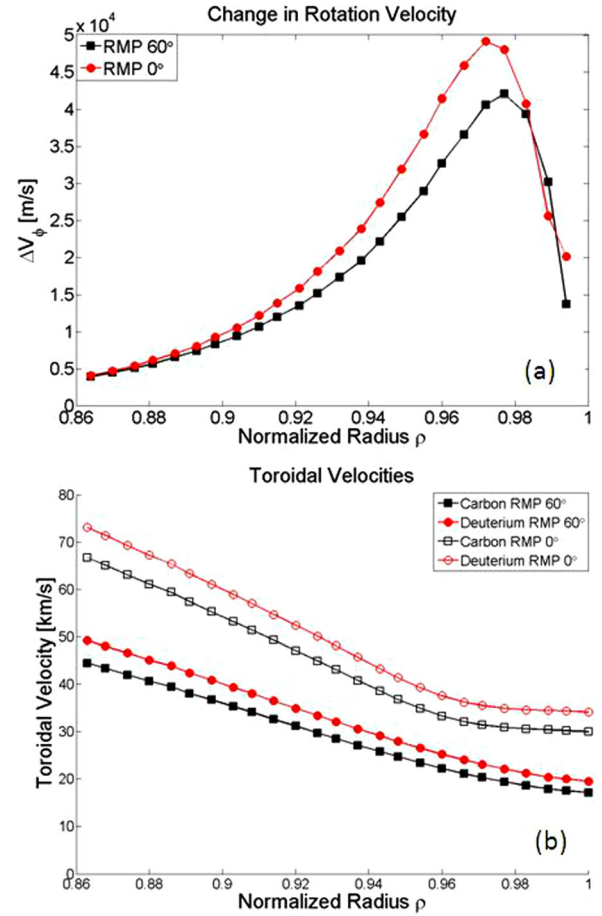 Change in Rotation Velocity
5 x 10⁴
RMP 60°
RMP 0°
4.5
4
3.5
3
2.5
2
1.5
1
0.5
0
ΔVϕ [m/s]
(a)
0.86 0.88 0.9 0.92 0.94 0.96 0.98 1
Normalized Radius ρ
Toroidal Velocities
80
70
60
50
40
30
20
10
0
Toroidal Velocity [km/s]
Carbon RMP 60°
Deuterium RMP 60°
Carbon RMP 0°
Deuterium RMP 0°
(b)
0.86 0.88 0.9 0.92 0.94 0.96 0.98 1
Normalized Radius ρ